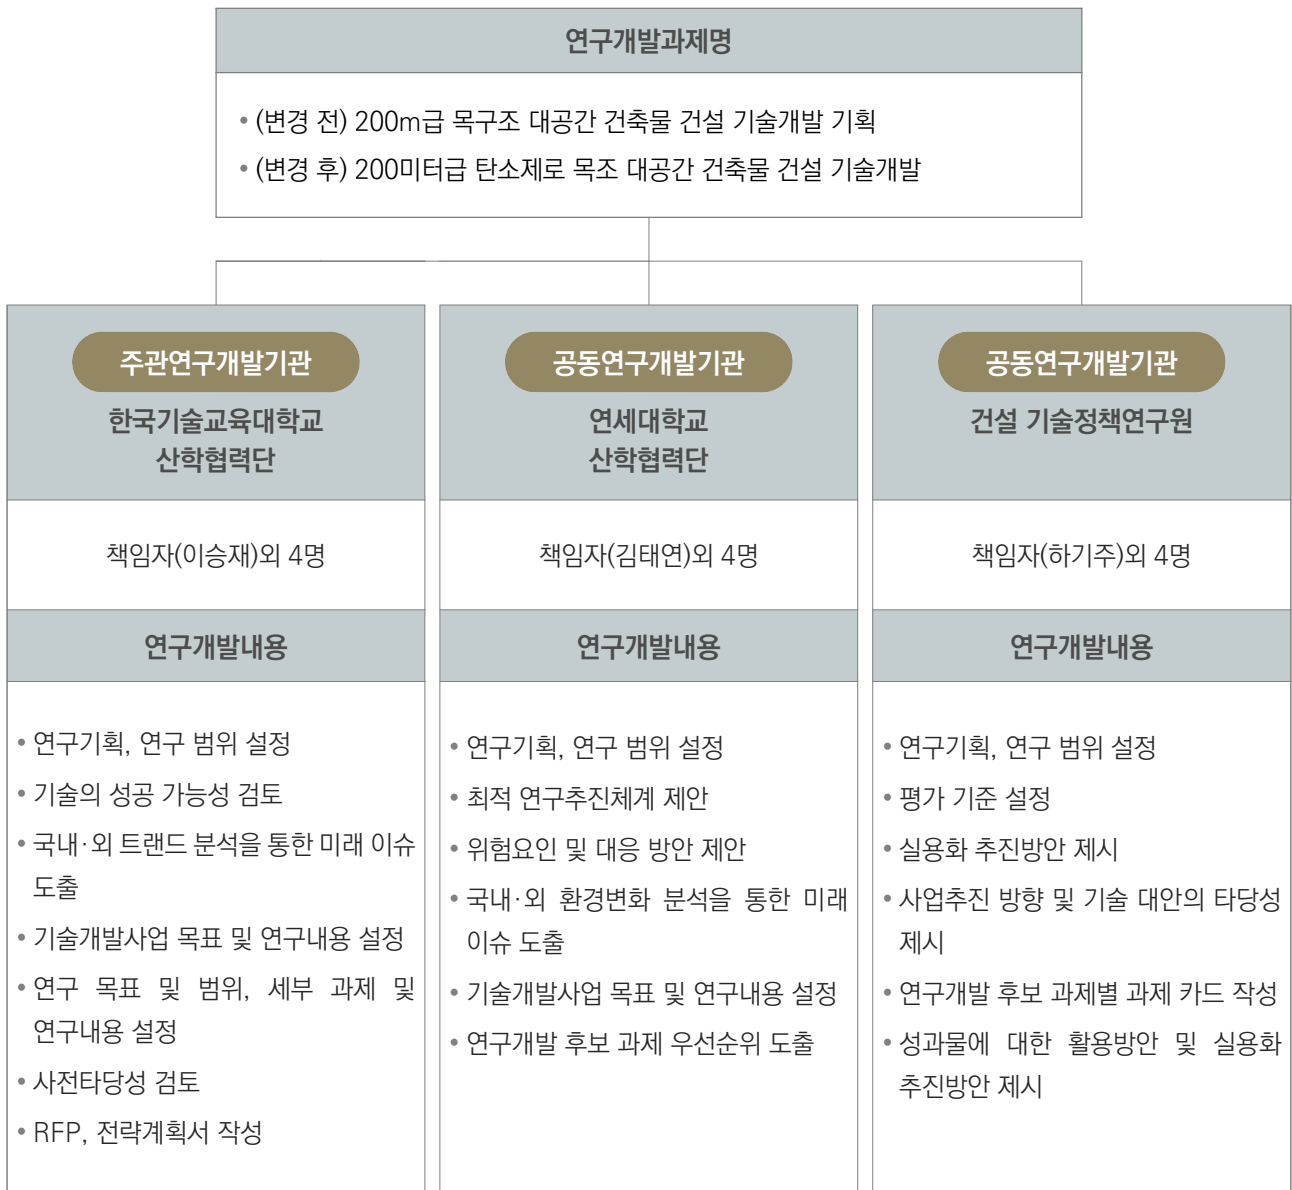 연구개발과제명
• (변경 전) 200m급 목구조 대공간 건축물 건설 기술개발 기획
• (변경 후) 200미터급 탄소제로 목조 대공간 건축물 건설 기술개발
주관연구개발기관
한국기술교육대학교
산학협력단
책임자(이승재)외 4명
연구개발내용
• 연구기획, 연구 범위 설정
• 기술의 성공 가능성 검토
• 국내·외 트랜드 분석을 통한 미래 이슈
도출
• 기술개발사업 목표 및 연구내용 설정
• 연구 목표 및 범위, 세부 과제 및
연구내용 설정
• 사전타당성 검토
• RFP, 전략계획서 작성
공동연구개발기관
연세대학교
산학협력단
책임자(김태연)외 4명
연구개발내용
• 연구기획, 연구 범위 설정
• 최적 연구추진체계 제안
• 위험요인 및 대응 방안 제안
• 국내·외 환경변화 분석을 통한 미래
이슈 도출
• 기술개발사업 목표 및 연구내용 설정
• 연구개발 후보 과제 우선순위 도출
공동연구개발기관
건설 기술정책연구원
책임자(하기주)외 4명
연구개발내용
• 연구기획, 연구 범위 설정
• 평가 기준 설정
• 실용화 추진방안 제시
• 사업추진 방향 및 기술 대안의 타당성
제시
• 연구개발 후보 과제별 과제 카드 작성
• 성과물에 대한 활용방안 및 실용화
추진방안 제시